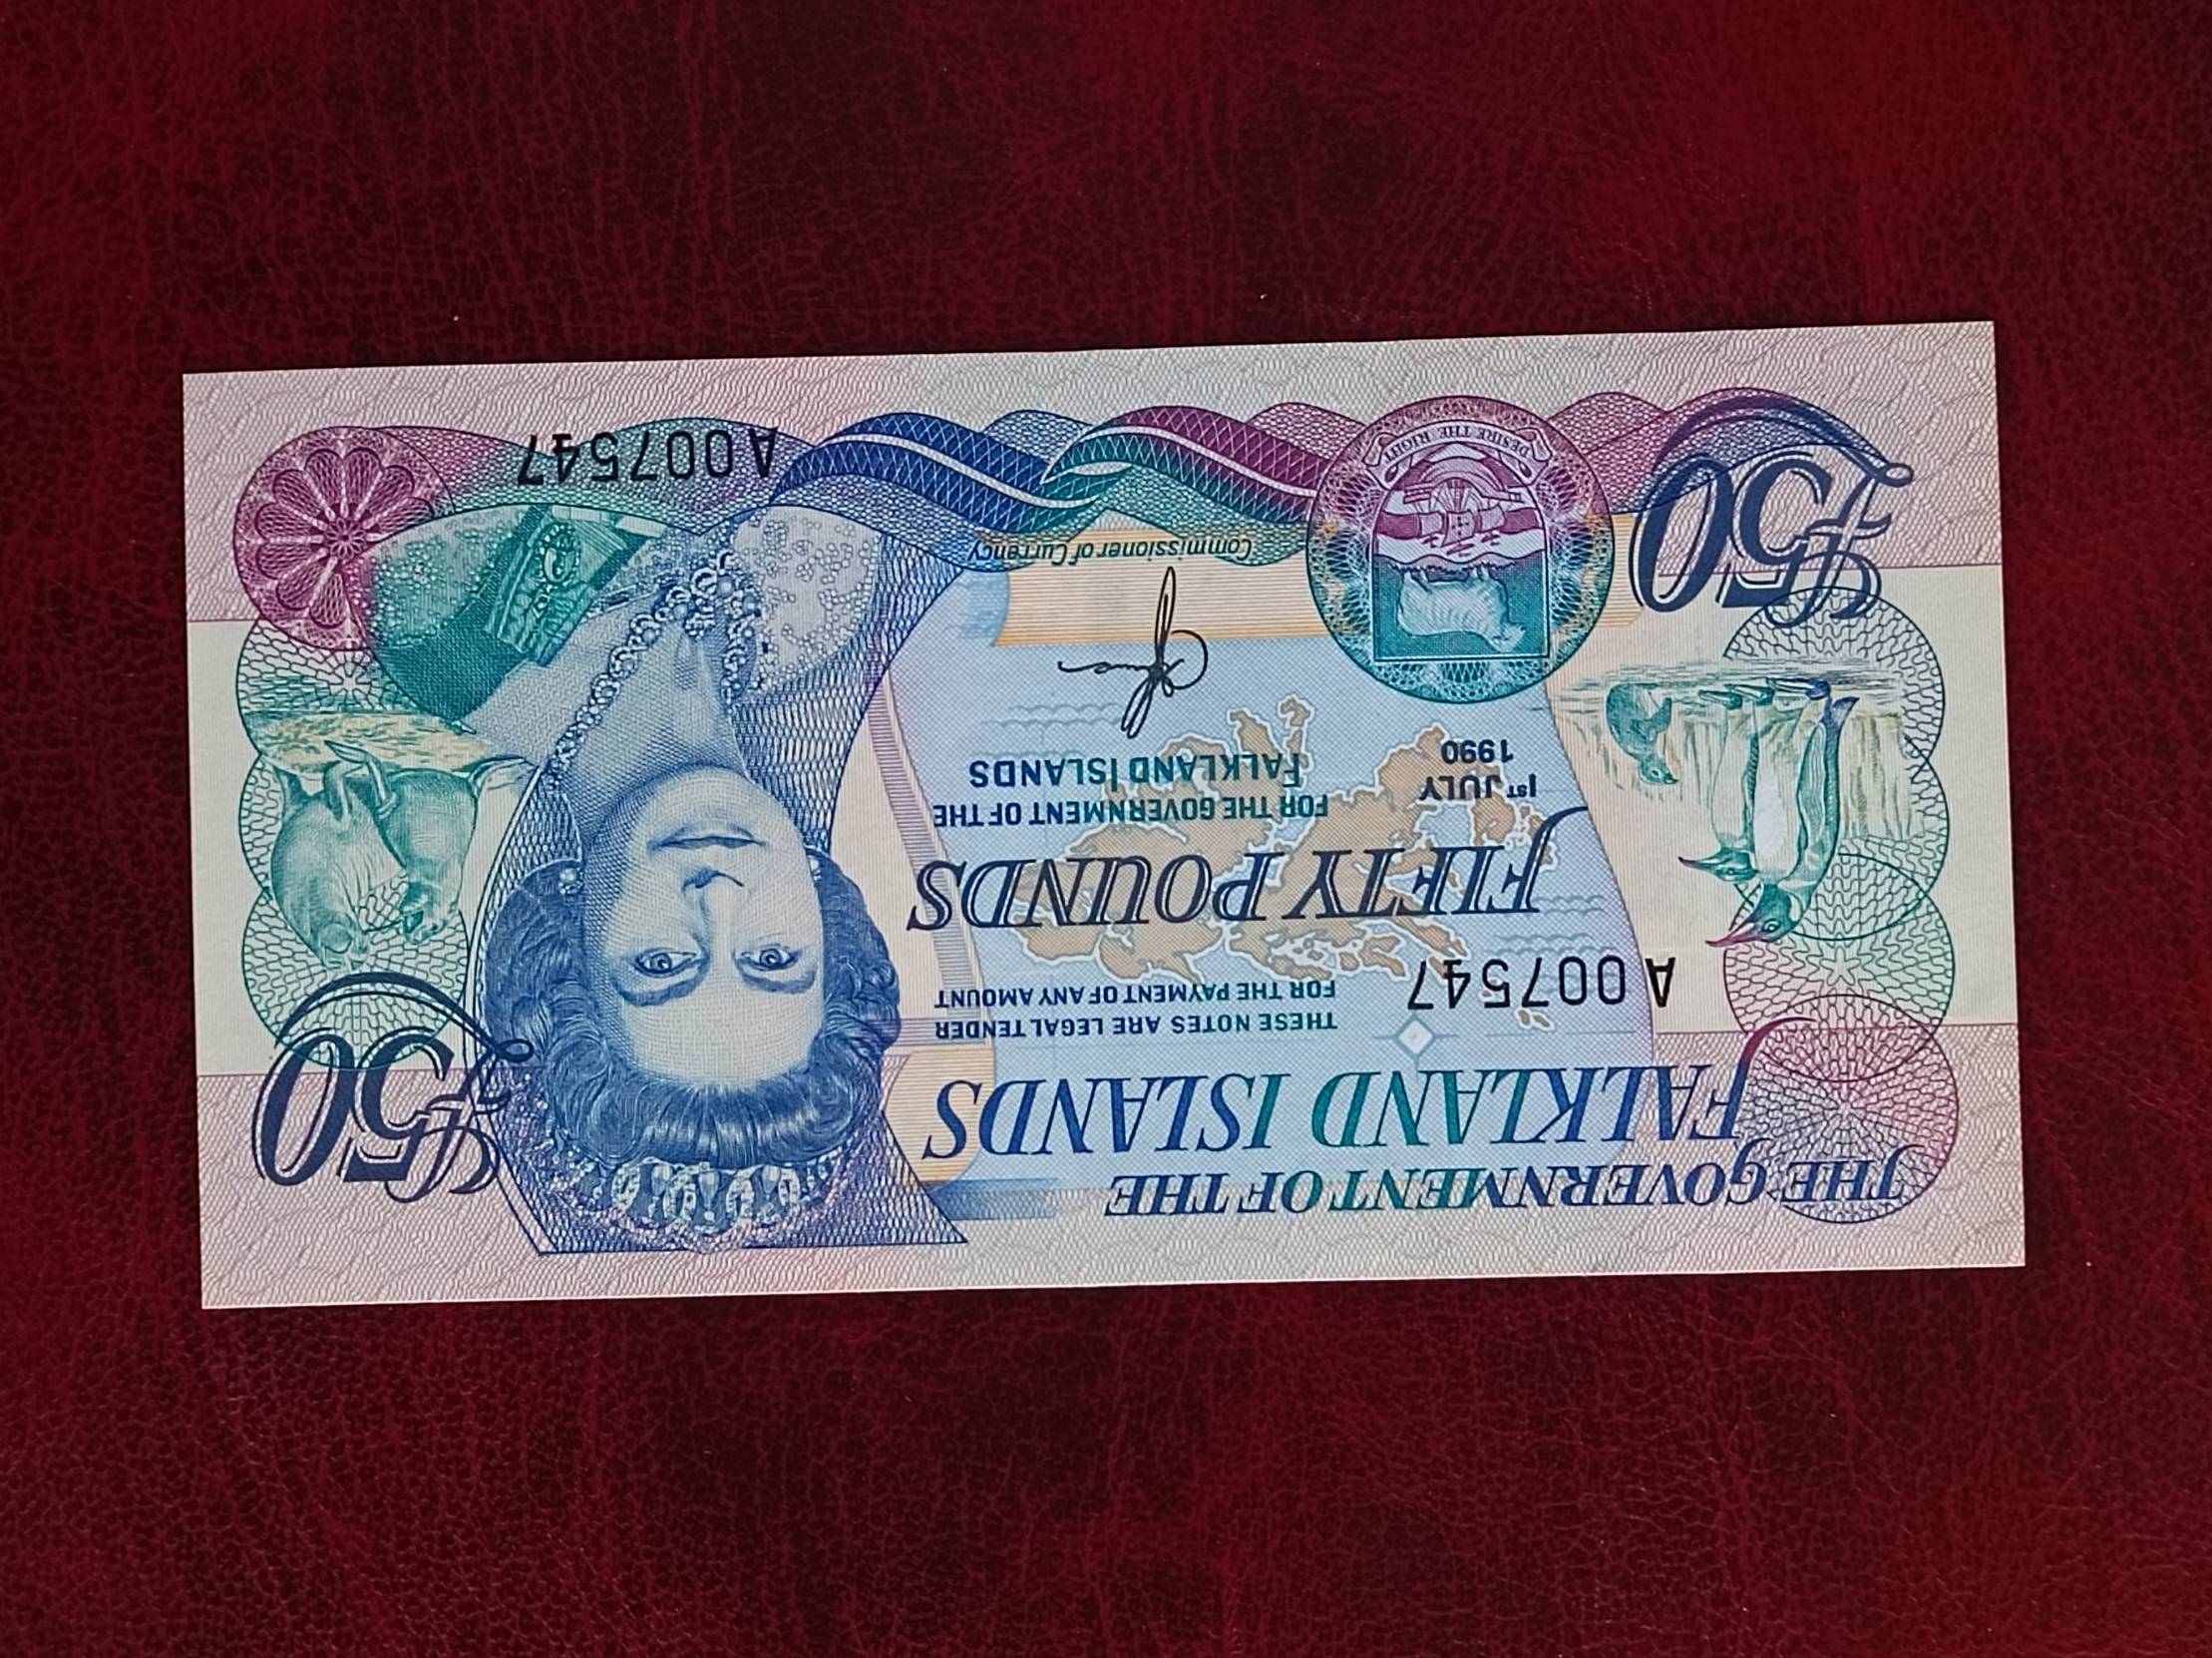 THE GOVERNMENT OF THE
FALKLAND ISLANDS
£50
THESE NOTES ARE LEGAL TENDER
FOR THE PAYMENT OF ANY AMOUNT
A007547
FIFTY POUNDS
1ST JULY
1990
FOR THE GOVERNMENT OF THE
FALKLAND ISLANDS
Commissioner of Currency
£50
DESIRE THE RIGHT
A007547